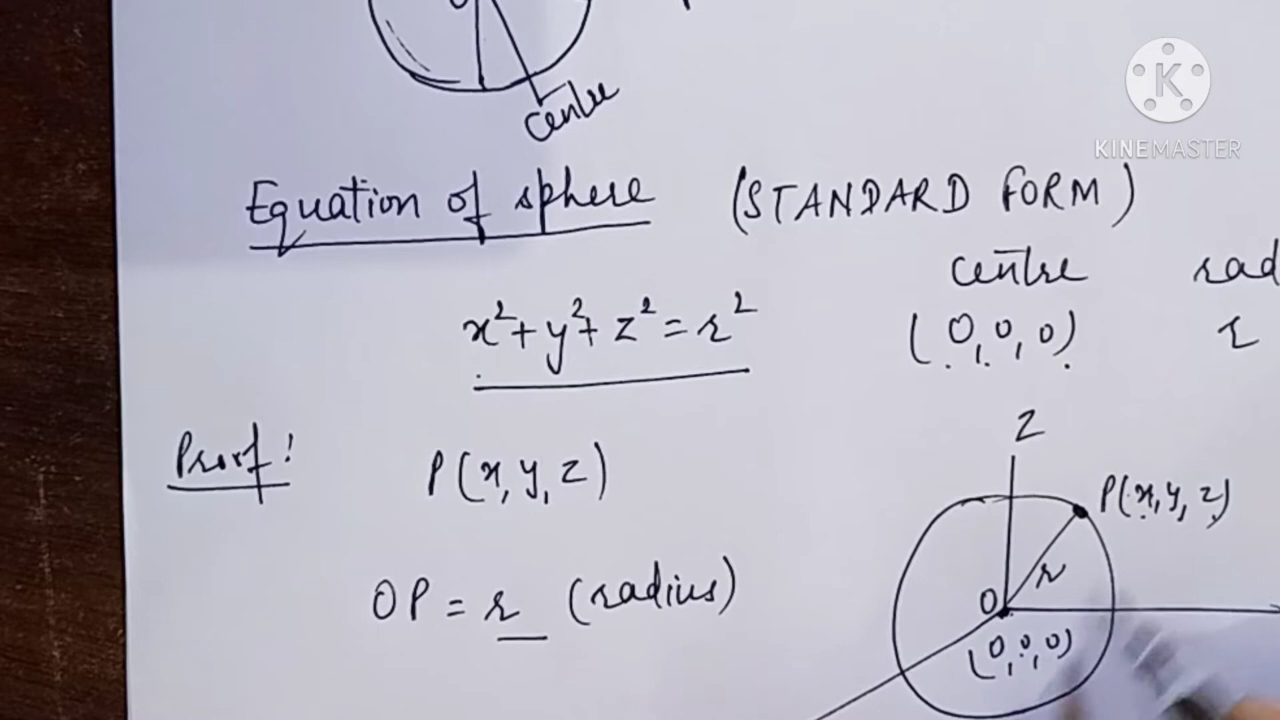 centre
KINEMASTER
Equation of sphere (STANDARD FORM)
centre rad
x²+y²+z²=r² (0,0,0) r
Z
Proof! P(x,y,z)
P(x,y,z)
OP = r (radius)
r
O
(0,0,0)